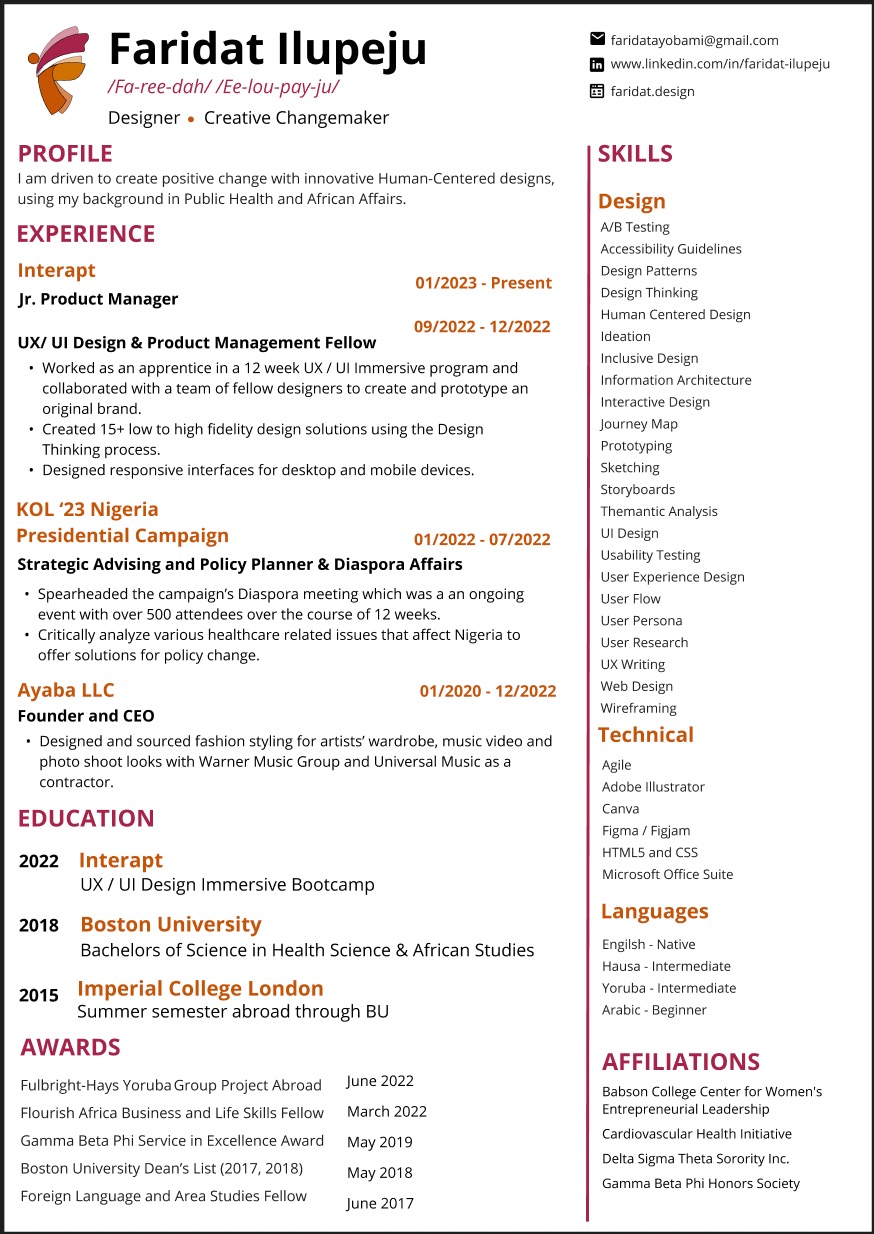 Faridat Ilupeju
/Fa-ree-dah/ /Ee-lou-pay-ju/
Designer • Creative Changemaker
faridatayobami@gmail.com
www.linkedin.com/in/faridat-ilupeju
faridat.design
PROFILE
I am driven to create positive change with innovative Human-Centered designs,
using my background in Public Health and African Affairs.
EXPERIENCE
Interapt
01/2023 - Present
Jr. Product Manager
09/2022 - 12/2022
UX/ UI Design & Product Management Fellow
• Worked as an apprentice in a 12 week UX / UI Immersive program and
collaborated with a team of fellow designers to create and prototype an
original brand.
• Created 15+ low to high fidelity design solutions using the Design
Thinking process.
• Designed responsive interfaces for desktop and mobile devices.
KOL ‘23 Nigeria
Presidential Campaign
01/2022 - 07/2022
Strategic Advising and Policy Planner & Diaspora Affairs
• Spearheaded the campaign’s Diaspora meeting which was a an ongoing
event with over 500 attendees over the course of 12 weeks.
• Critically analyze various healthcare related issues that affect Nigeria to
offer solutions for policy change.
Ayaba LLC
01/2020 - 12/2022
Founder and CEO
• Designed and sourced fashion styling for artists’ wardrobe, music video and
photo shoot looks with Warner Music Group and Universal Music as a
contractor.
EDUCATION
2022 Interapt
UX / UI Design Immersive Bootcamp
2018 Boston University
Bachelors of Science in Health Science & African Studies
2015 Imperial College London
Summer semester abroad through BU
AWARDS
Fulbright-Hays Yoruba Group Project Abroad June 2022
Flourish Africa Business and Life Skills Fellow March 2022
Gamma Beta Phi Service in Excellence Award May 2019
Boston University Dean’s List (2017, 2018) May 2018
Foreign Language and Area Studies Fellow June 2017
SKILLS
Design
A/B Testing
Accessibility Guidelines
Design Patterns
Design Thinking
Human Centered Design
Ideation
Inclusive Design
Information Architecture
Interactive Design
Journey Map
Prototyping
Sketching
Storyboards
Themantic Analysis
UI Design
Usability Testing
User Experience Design
User Flow
User Persona
User Research
UX Writing
Web Design
Wireframing
Technical
Agile
Adobe Illustrator
Canva
Figma / Figjam
HTML5 and CSS
Microsoft Office Suite
Languages
Engilsh - Native
Hausa - Intermediate
Yoruba - Intermediate
Arabic - Beginner
AFFILIATIONS
Babson College Center for Women's
Entrepreneurial Leadership
Cardiovascular Health Initiative
Delta Sigma Theta Sorority Inc.
Gamma Beta Phi Honors Society